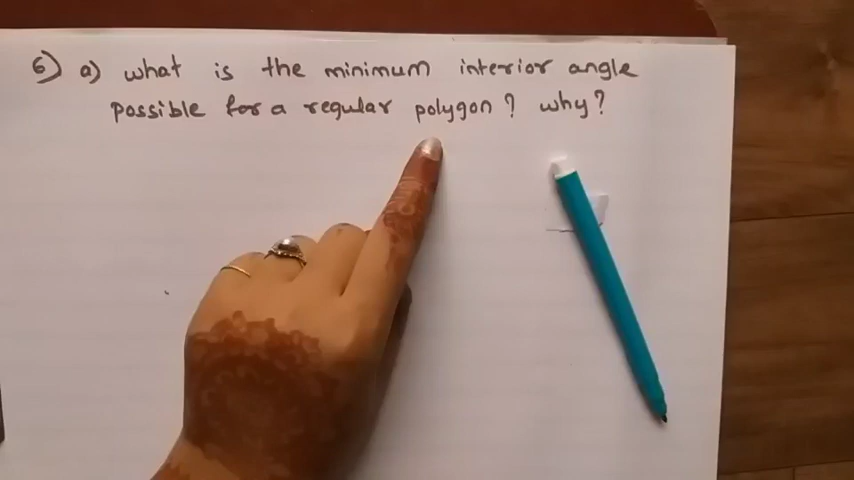 6) a) what is the minimum interior angle
possible for a regular polygon? why?